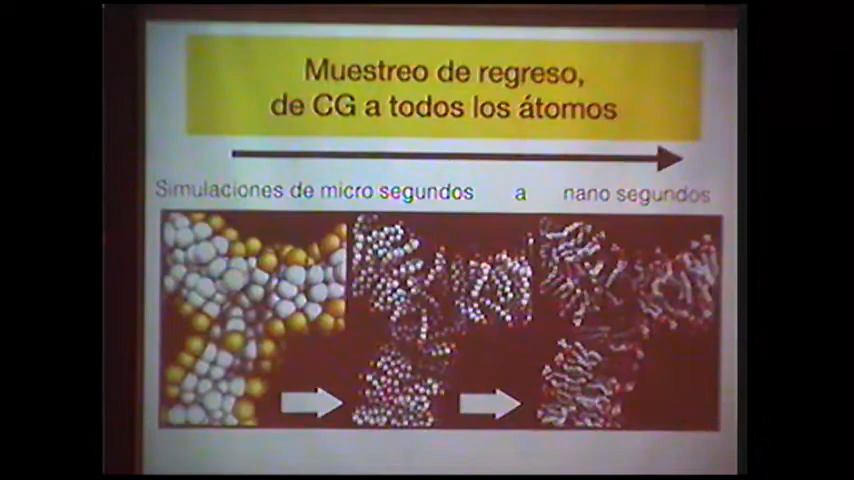 Muestreo de regreso,
de CG a todos los átomos
Simulaciones de micro segundos a nano segundos